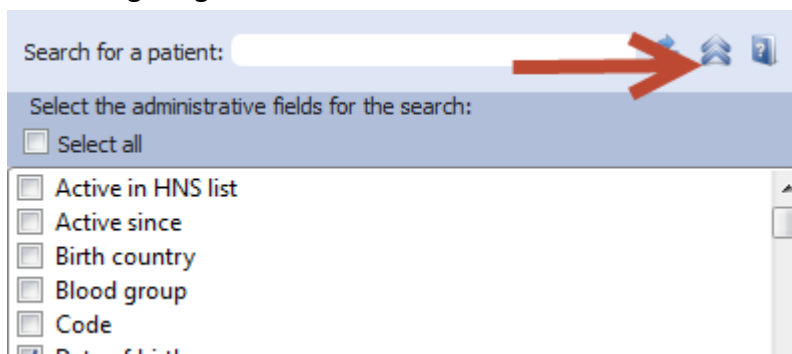 Search for a patient:
Select the administrative fields for the search:
Select all
Active in HNS list
Active since
Birth country
Blood group
Code